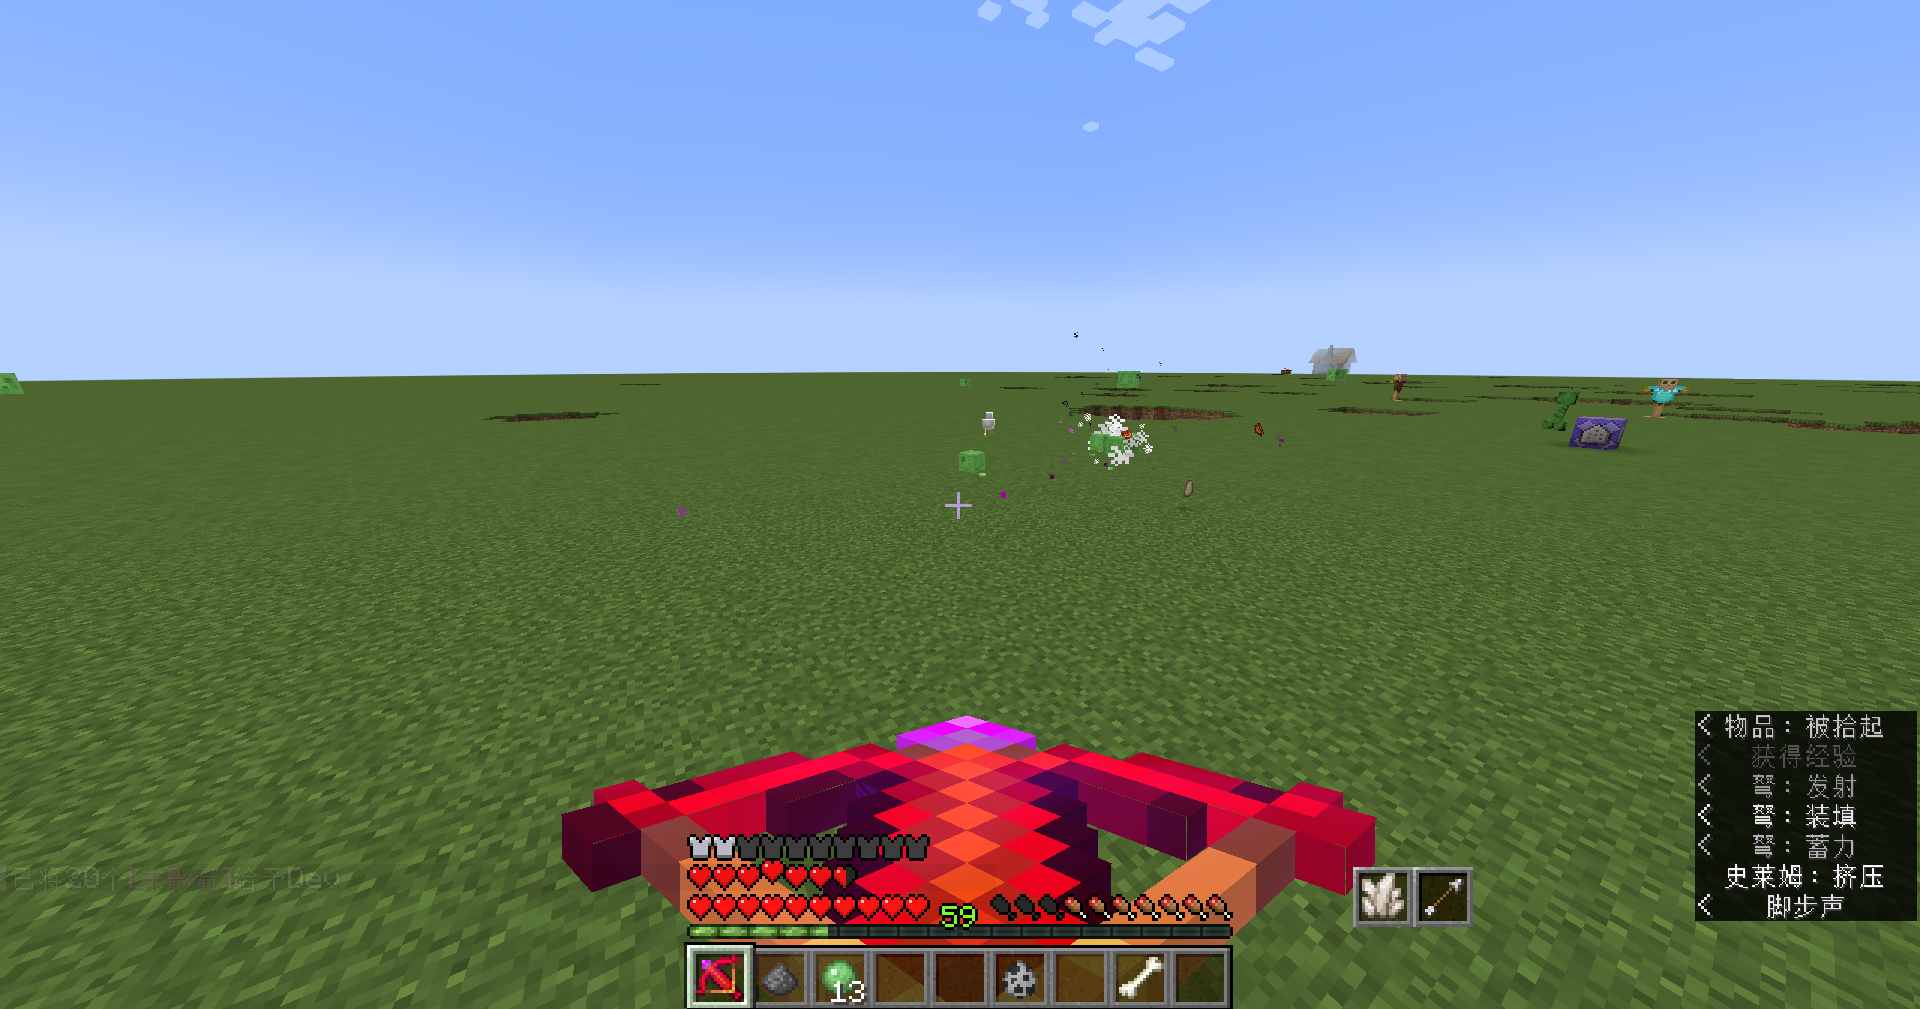 < 物品：被拾起
< 获得经验
< 弩：发射
< 弩：装填
< 弩：蓄力
史莱姆：挤压
< 脚步声
59
13